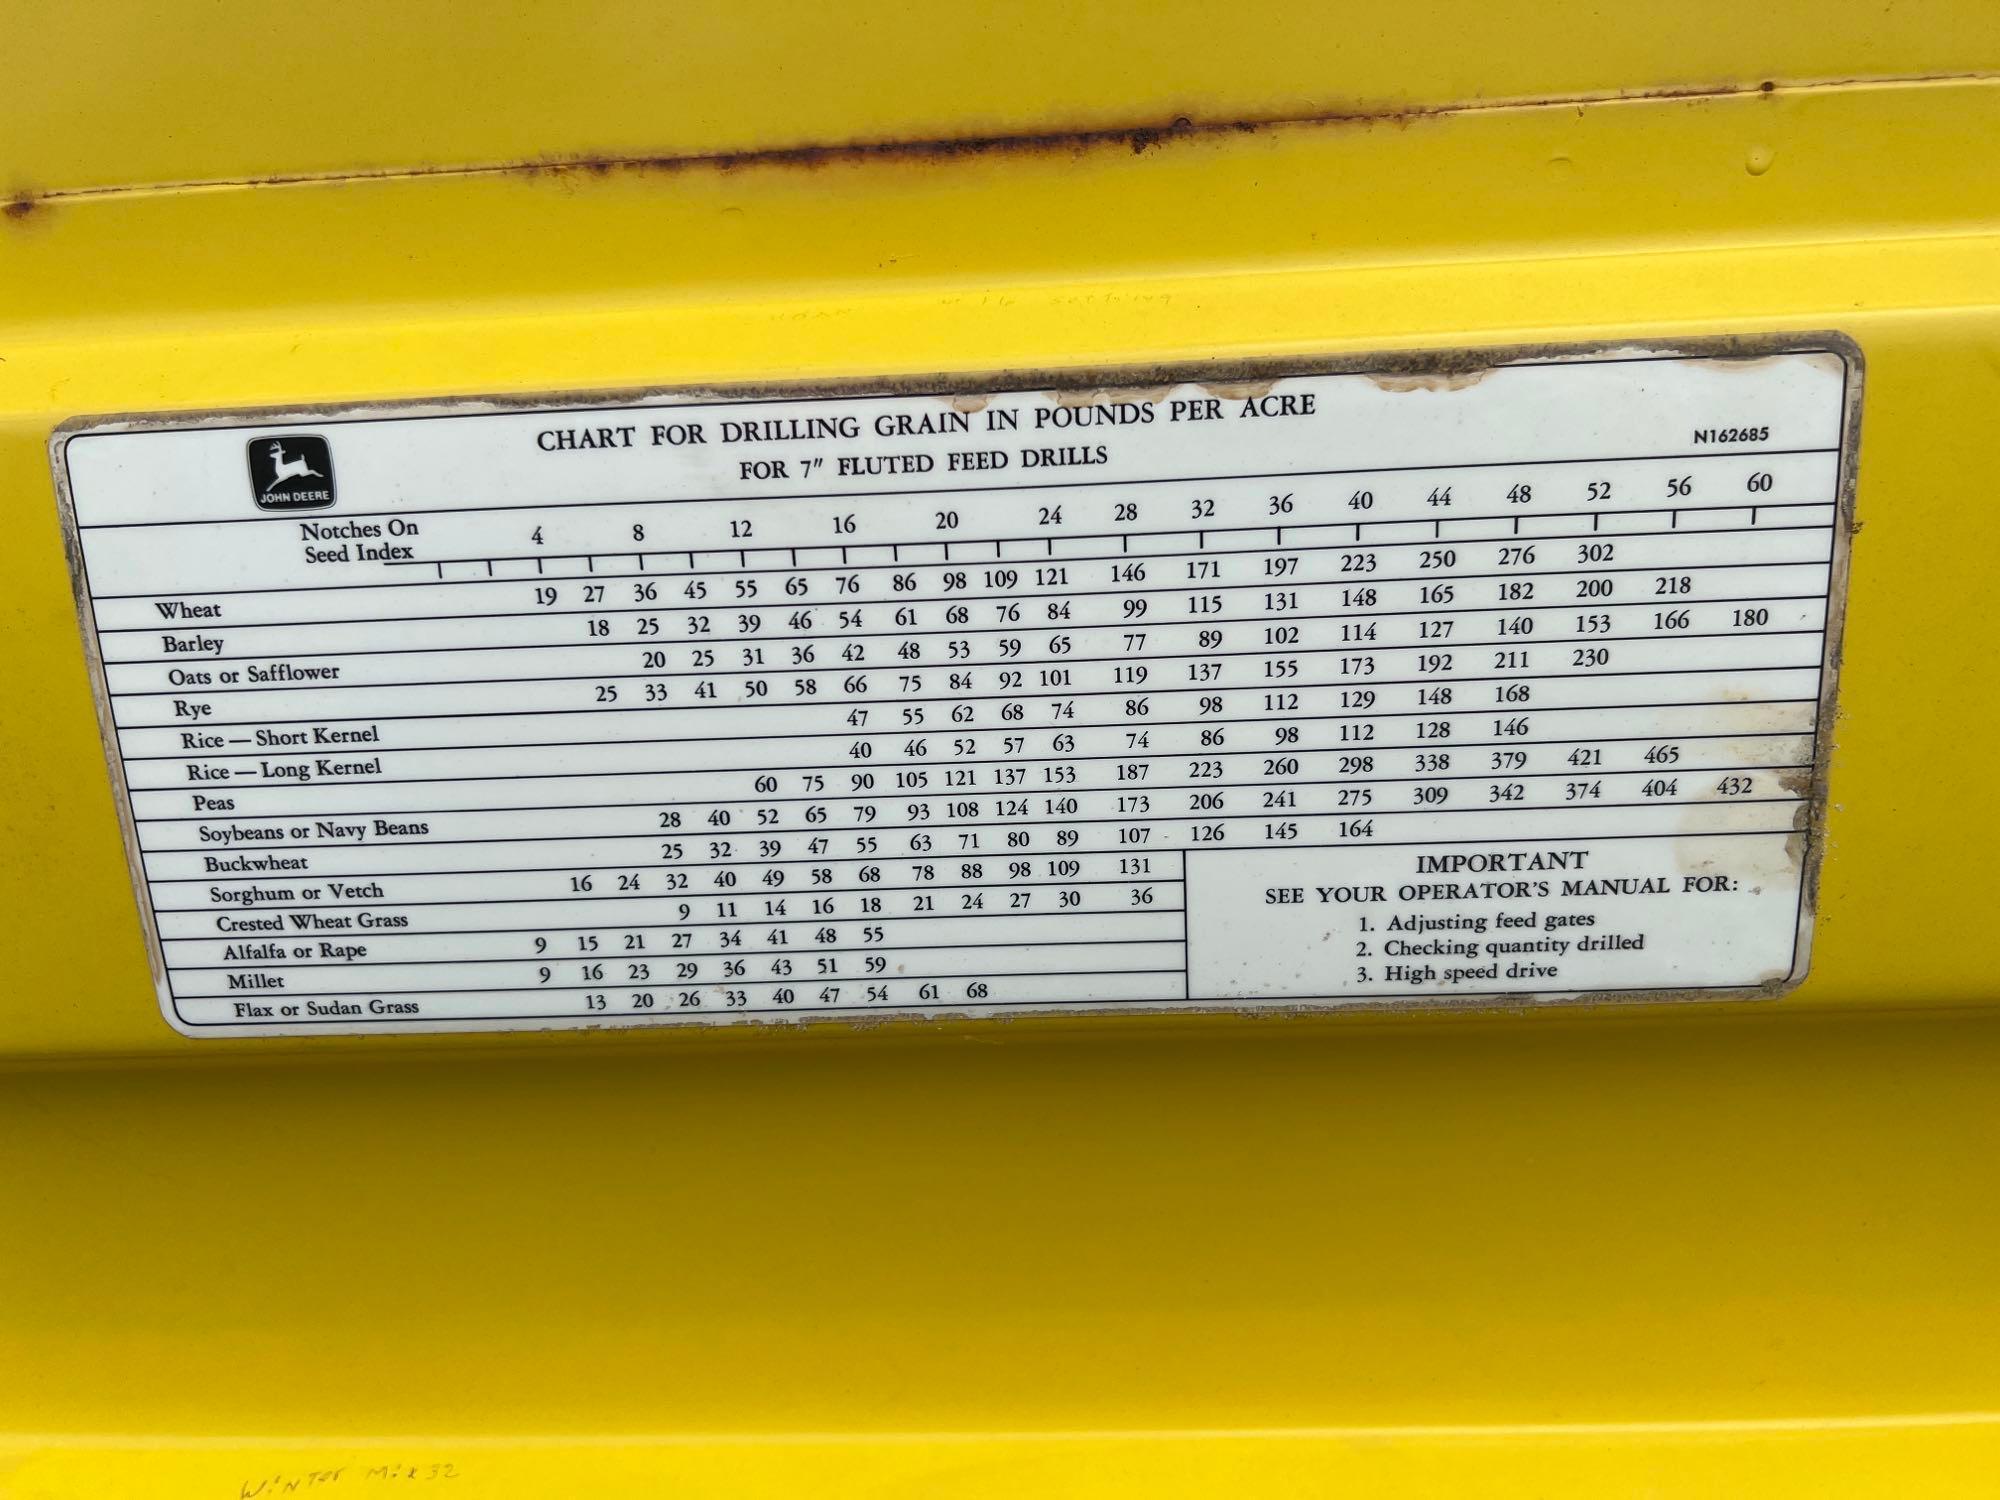 at 16 setting
CHART FOR DRILLING GRAIN IN POUNDS PER ACRE
FOR 7" FLUTED FEED DRILLS
N162685
JOHN DEERE
Notches On
Seed Index
4 8 12 16 20 24 28 32 36 40 44 48 52 56 60
Wheat 19 27 36 45 55 65 76 86 98 109 121 146 171 197 223 250 276 302
Barley 18 25 32 39 46 54 61 68 76 84 99 115 131 148 165 182 200 218
Oats or Safflower 20 25 31 36 42 48 53 59 65 77 89 102 114 127 140 153 166 180
Rye 25 33 41 50 58 66 75 84 92 101 119 137 155 173 192 211 230
Rice — Short Kernel 47 55 62 68 74 86 98 112 129 148 168
Rice — Long Kernel 40 46 52 57 63 74 86 98 112 128 146
Peas 60 75 90 105 121 137 153 187 223 260 298 338 379 421 465
Soybeans or Navy Beans 28 40 52 65 79 93 108 124 140 173 206 241 275 309 342 374 404 432
Buckwheat 25 32 39 47 55 63 71 80 89 107 126 145 164
Sorghum or Vetch 16 24 32 40 49 58 68 78 88 98 109 131
Crested Wheat Grass 9 11 14 16 18 21 24 27 30 36
Alfalfa or Rape 9 15 21 27 34 41 48 55
Millet 9 16 23 29 36 43 51 59
Flax or Sudan Grass 13 20 26 33 40 47 54 61 68
IMPORTANT
SEE YOUR OPERATOR'S MANUAL FOR:
1. Adjusting feed gates
2. Checking quantity drilled
3. High speed drive
WiNTer Mix 32